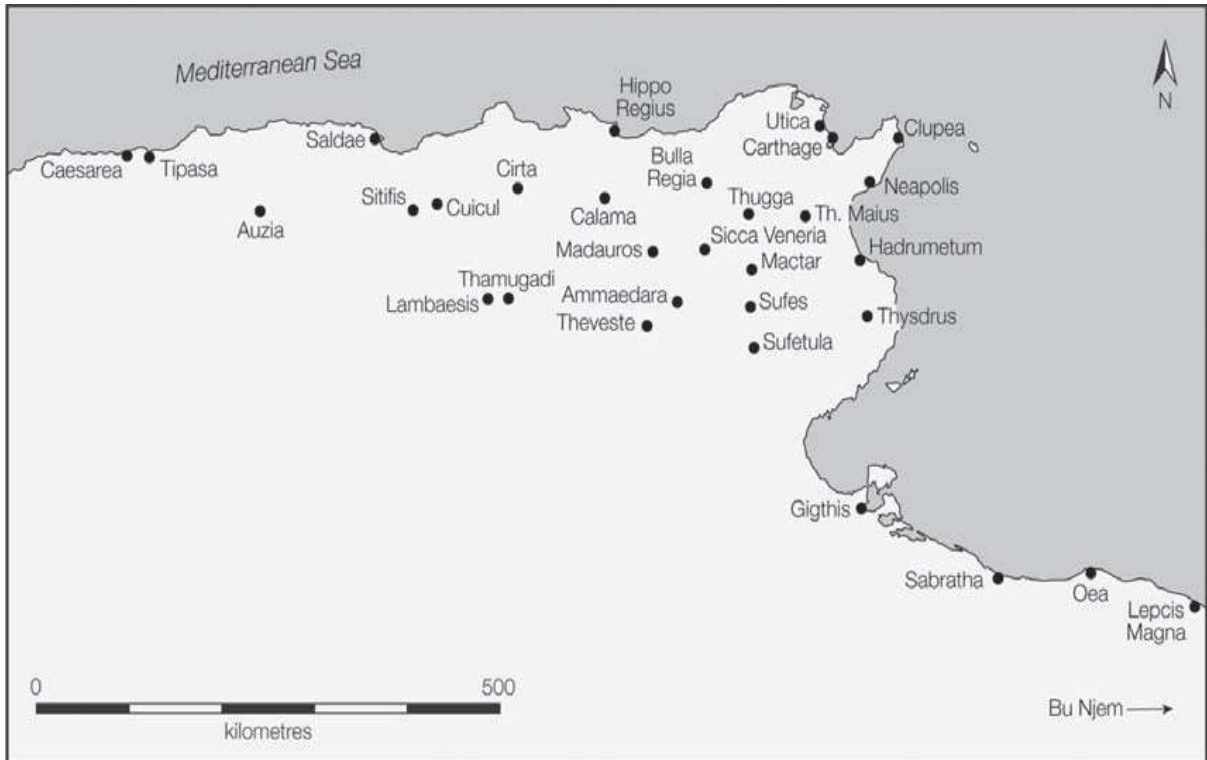 Mediterranean Sea
N
Hippo
Regius
Utica
Carthage
Clupea
Saldae
Caesarea
Tipasa
Cirta
Bulla
Regia
Neapolis
Sitifis
Cuicul
Calama
Thugga
Th. Maius
Auzia
Madauros
Sicca Veneria
Hadrumetum
Mactar
Thamugadi
Lambaesis
Ammaedara
Sufes
Theveste
Thysdrus
Sufetula
Gigthis
Sabratha
Oea
Lepcis
Magna
0
500
kilometres
Bu Njem